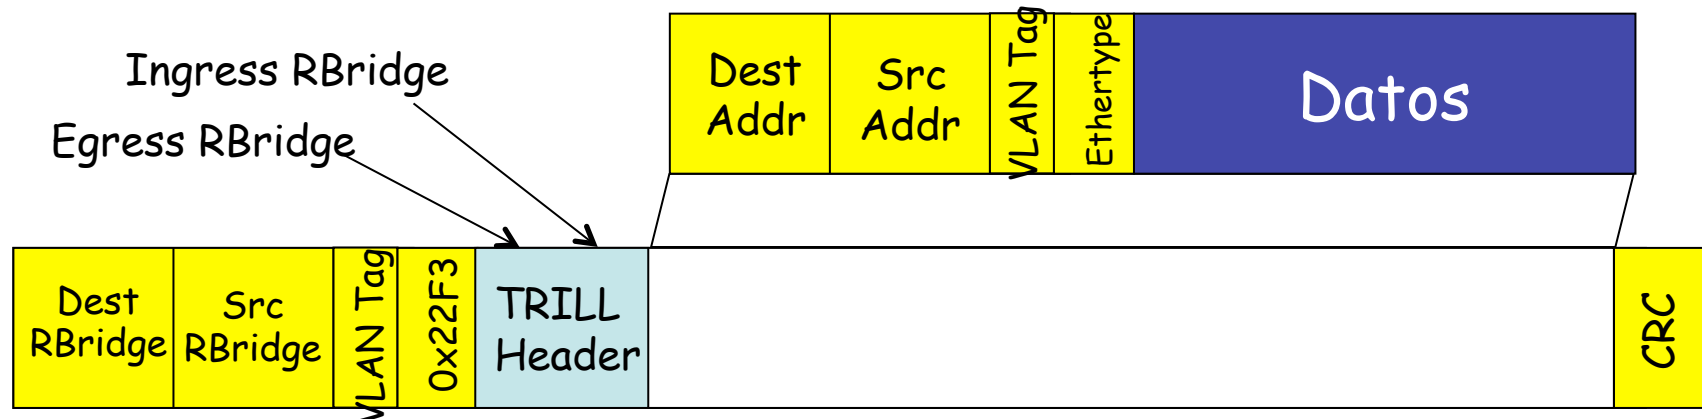 Ingress RBridge
Egress RBridge
Dest
Addr
Src
Addr
VLAN Tag
Ethertype
Datos
Dest
RBridge
Src
RBridge
VLAN Tag
0x22F3
TRILL
Header
CRC